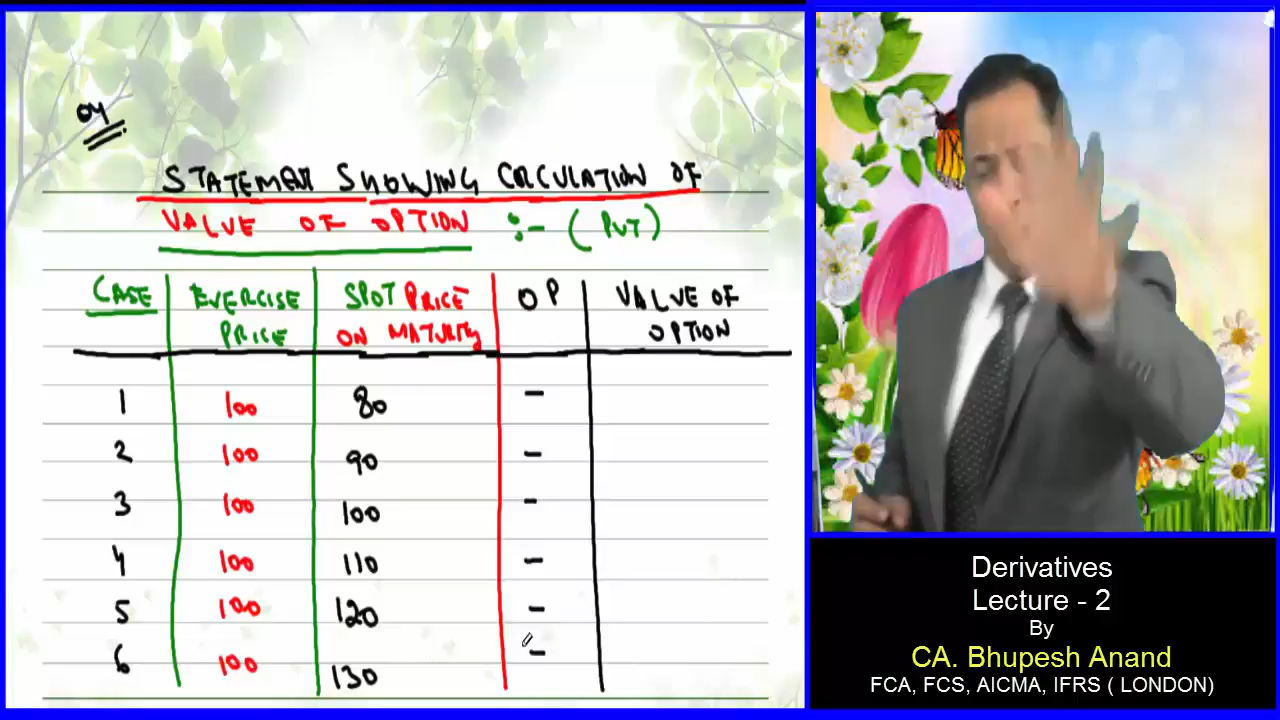 04
STATEMENT SHOWING CALCULATION OF
VALUE OF OPTION :- (PUT)
CASE EXERCISE PRICE SPOT PRICE ON MATURITY OP VALUE OF OPTION
1 100 80 -
2 100 90 -
3 100 100 -
4 100 110 -
5 100 120 -
6 100 130 -
Derivatives
Lecture - 2
By
CA. Bhupesh Anand
FCA, FCS, AICMA, IFRS ( LONDON)